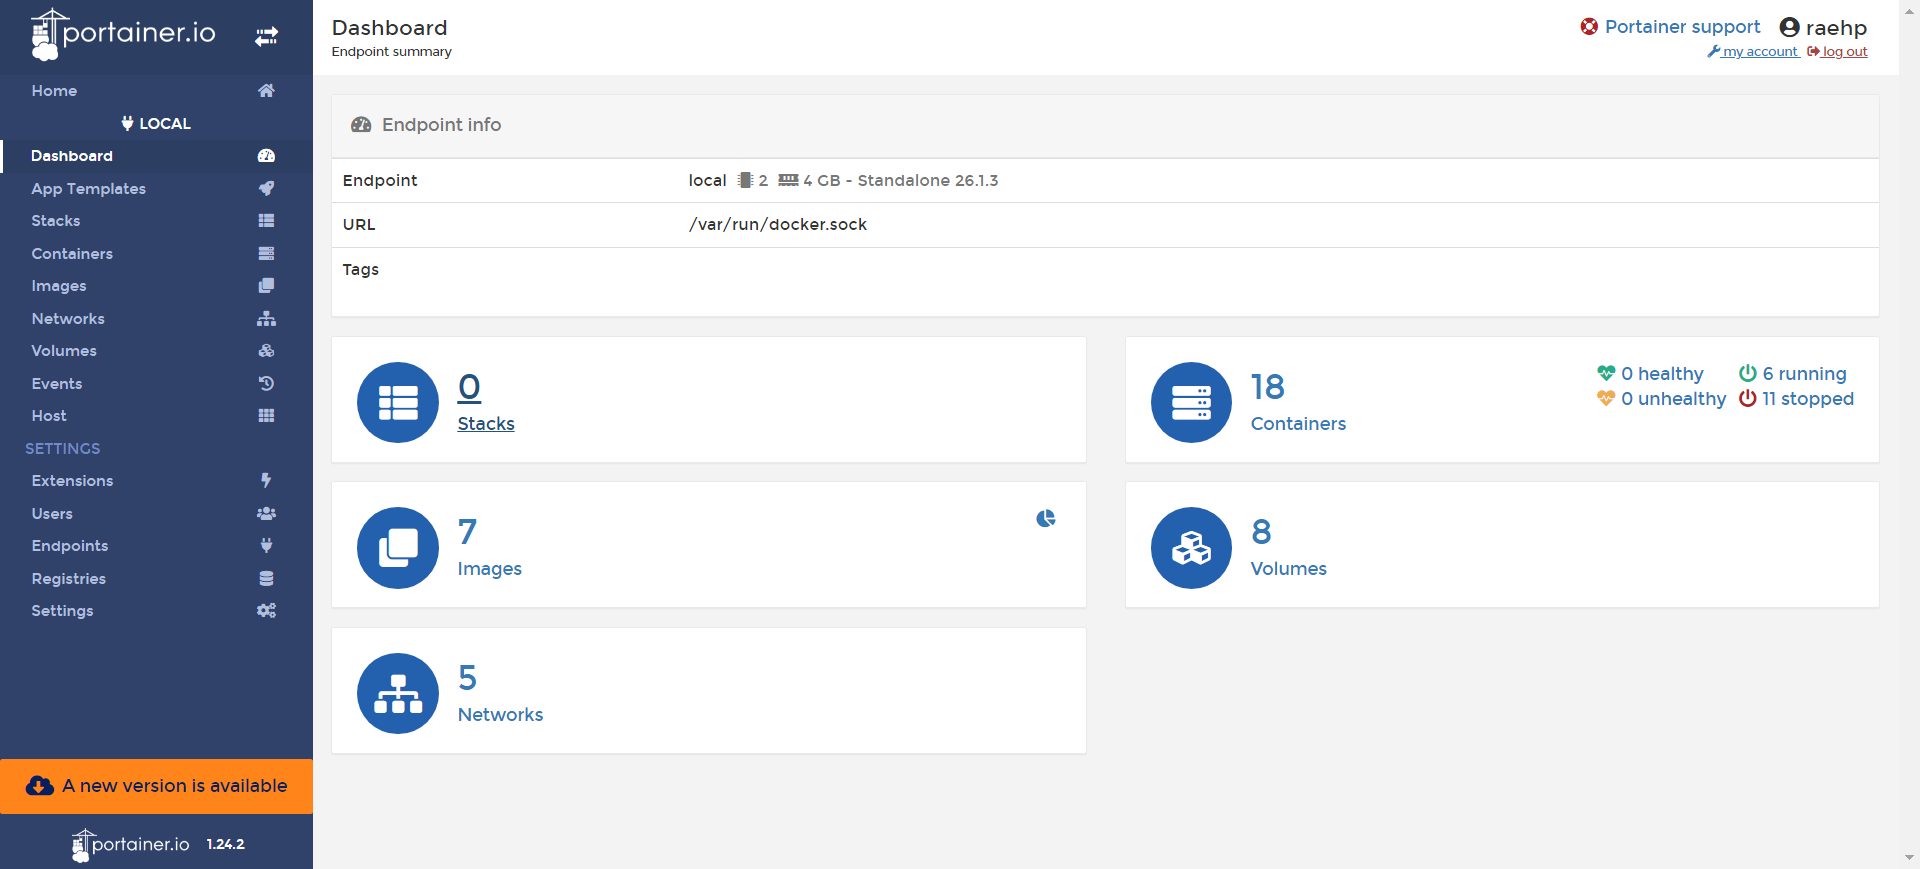 portainer.io
Home
LOCAL
Dashboard
App Templates
Stacks
Containers
Images
Networks
Volumes
Events
Host
SETTINGS
Extensions
Users
Endpoints
Registries
Settings
A new version is available
portainer.io 1.24.2
Dashboard
Endpoint summary
Portainer support raehp
my account log out
Endpoint info
Endpoint local 2 4 GB - Standalone 26.1.3
URL /var/run/docker.sock
Tags
0
Stacks
18
Containers
0 healthy 6 running
0 unhealthy 11 stopped
7
Images
8
Volumes
5
Networks